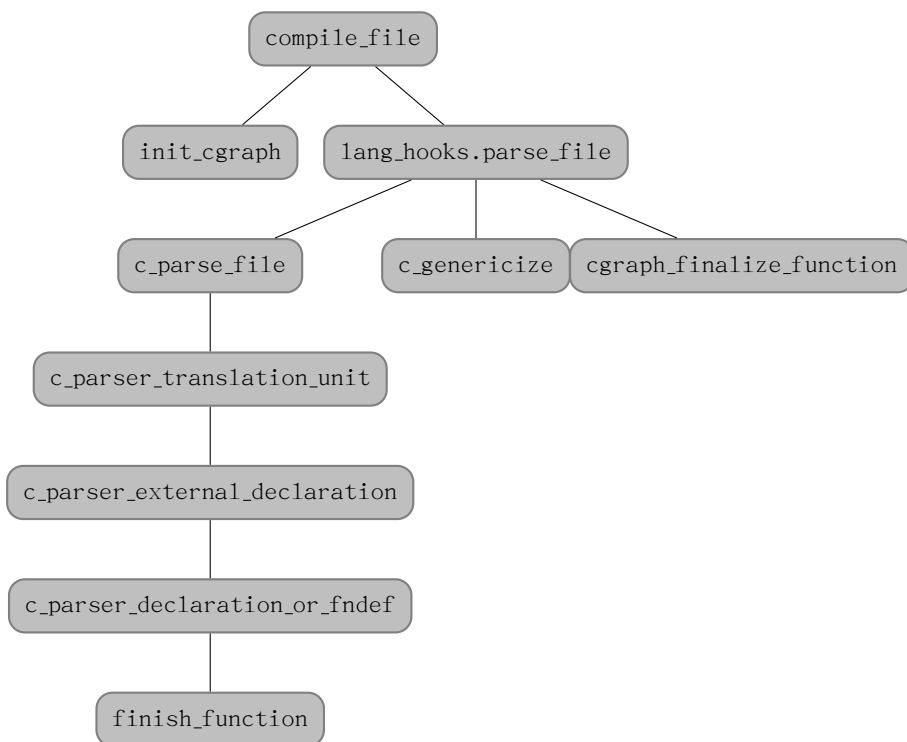 compile_file
init_cgraph
lang_hooks.parse_file
c_parse_file
c_genericize
cgraph_finalize_function
c_parser_translation_unit
c_parser_external_declaration
c_parser_declaration_or_fndef
finish_function